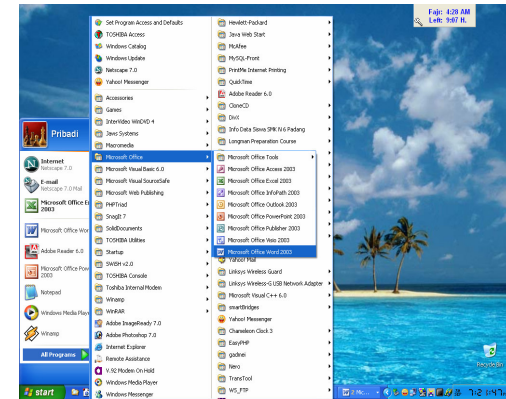 Fajr: 4:28 AM
Left: 9:07 H.
Set Program Access and Defaults
TOSHIBA Access
Windows Catalog
Windows Update
Netscape 7.0
Yahoo! Messenger
Accessories
Games
InterVideo WinDVD 4
Jaws Systems
Macromedia
Microsoft Office
Microsoft Visual Basic 6.0
Microsoft Visual SourceSafe
Microsoft Web Publishing
PHPTriad
SnagIt 7
SolidDocuments
TOSHIBA Utilities
Startup
SWiSH v2.0
TOSHIBA Console
Toshiba Internal Modem
Winamp
WinRAR
Adobe ImageReady 7.0
Adobe Photoshop 7.0
Internet Explorer
Remote Assistance
V.92 Modem On Hold
Windows Media Player
Windows Messenger
Hewlett-Packard
Java Web Start
McAfee
MySQL-Front
PrintMe Internet Printing
QuickTime
Adobe Reader 6.0
CloneCD
DivX
Info Data Siswa SMK N 6 Padang
Longman Preparation Course
Microsoft Office Tools
Microsoft Office Access 2003
Microsoft Office Excel 2003
Microsoft Office InfoPath 2003
Microsoft Office Outlook 2003
Microsoft Office PowerPoint 2003
Microsoft Office Publisher 2003
Microsoft Office Visio 2003
Microsoft Office Word 2003
Yahoo! Mail
Linksys Wireless Guard
Linksys Wireless-G USB Network Adapter
Microsoft Visual C++ 6.0
smartBridges
Yahoo! Messenger
Chameleon Clock 3
EasyPHP
gadnei
Nero
TransTool
WS_FTP
Pribadi
Internet
Netscape 7.0
E-mail
Netscape 7.0 Mail
Microsoft Office E
2003
Microsoft Office Wor
Adobe Reader 6.0
Microsoft Office Pow
2003
Notepad
Windows Media Playe
Winamp
All Programs
Recycle Bin
start
2 Mic...